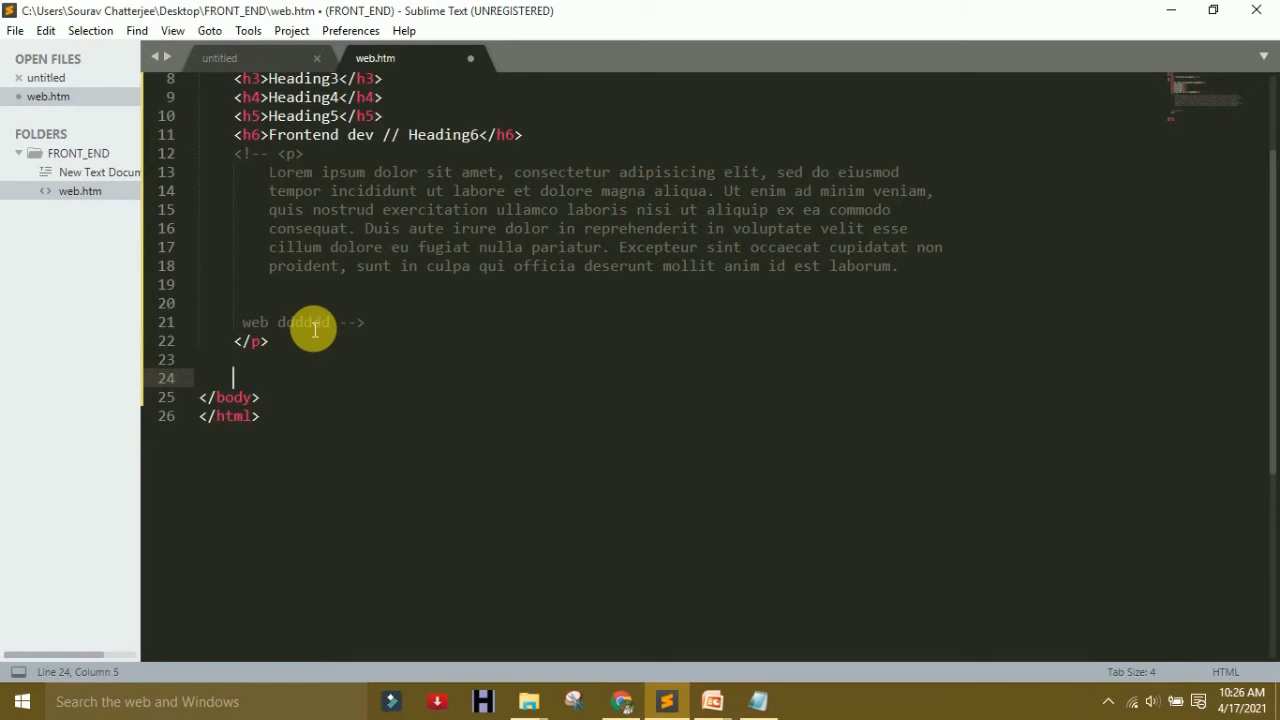 C:\Users\Sourav Chatterjee\Desktop\FRONT_END\web.htm • (FRONT_END) - Sublime Text (UNREGISTERED)
File Edit Selection Find View Goto Tools Project Preferences Help
OPEN FILES
untitled
web.htm
FOLDERS
FRONT_END
New Text Docum
web.htm
untitled
web.htm
8 <h3>Heading3</h3>
9 <h4>Heading4</h4>
10 <h5>Heading5</h5>
11 <h6>Frontend dev // Heading6</h6>
12 <!-- <p>
13 Lorem ipsum dolor sit amet, consectetur adipisicing elit, sed do eiusmod
14 tempor incididunt ut labore et dolore magna aliqua. Ut enim ad minim veniam,
15 quis nostrud exercitation ullamco laboris nisi ut aliquip ex ea commodo
16 consequat. Duis aute irure dolor in reprehenderit in voluptate velit esse
17 cillum dolore eu fugiat nulla pariatur. Excepteur sint occaecat cupidatat non
18 proident, sunt in culpa qui officia deserunt mollit anim id est laborum.
19
20
21 web dddddd -->
22 </p>
23
24
25 </body>
26 </html>
Line 24, Column 5
Tab Size: 4
HTML
Search the web and Windows
10:26 AM
4/17/2021